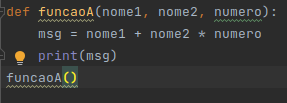 def funcaoA(nome1, nome2, numero):
    msg = nome1 + nome2 * numero
    print(msg)
funcaoA()